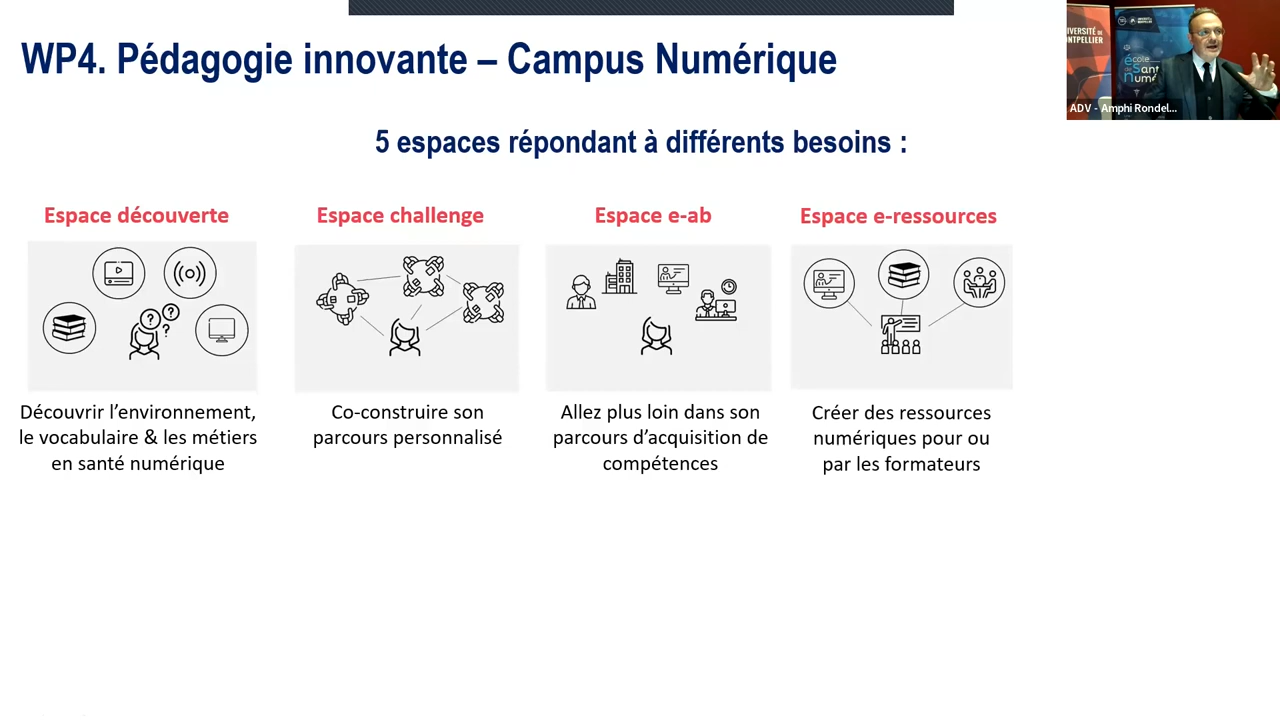 WP4. Pédagogie innovante – Campus Numérique
5 espaces répondant à différents besoins :
Espace découverte
Espace challenge
Espace e-ab
Espace e-ressources
Découvrir l’environnement,
le vocabulaire & les métiers
en santé numérique
Co-construire son
parcours personnalisé
Allez plus loin dans son
parcours d’acquisition de
compétences
Créer des ressources
numériques pour ou
par les formateurs
ADV - Amphi Rondel...